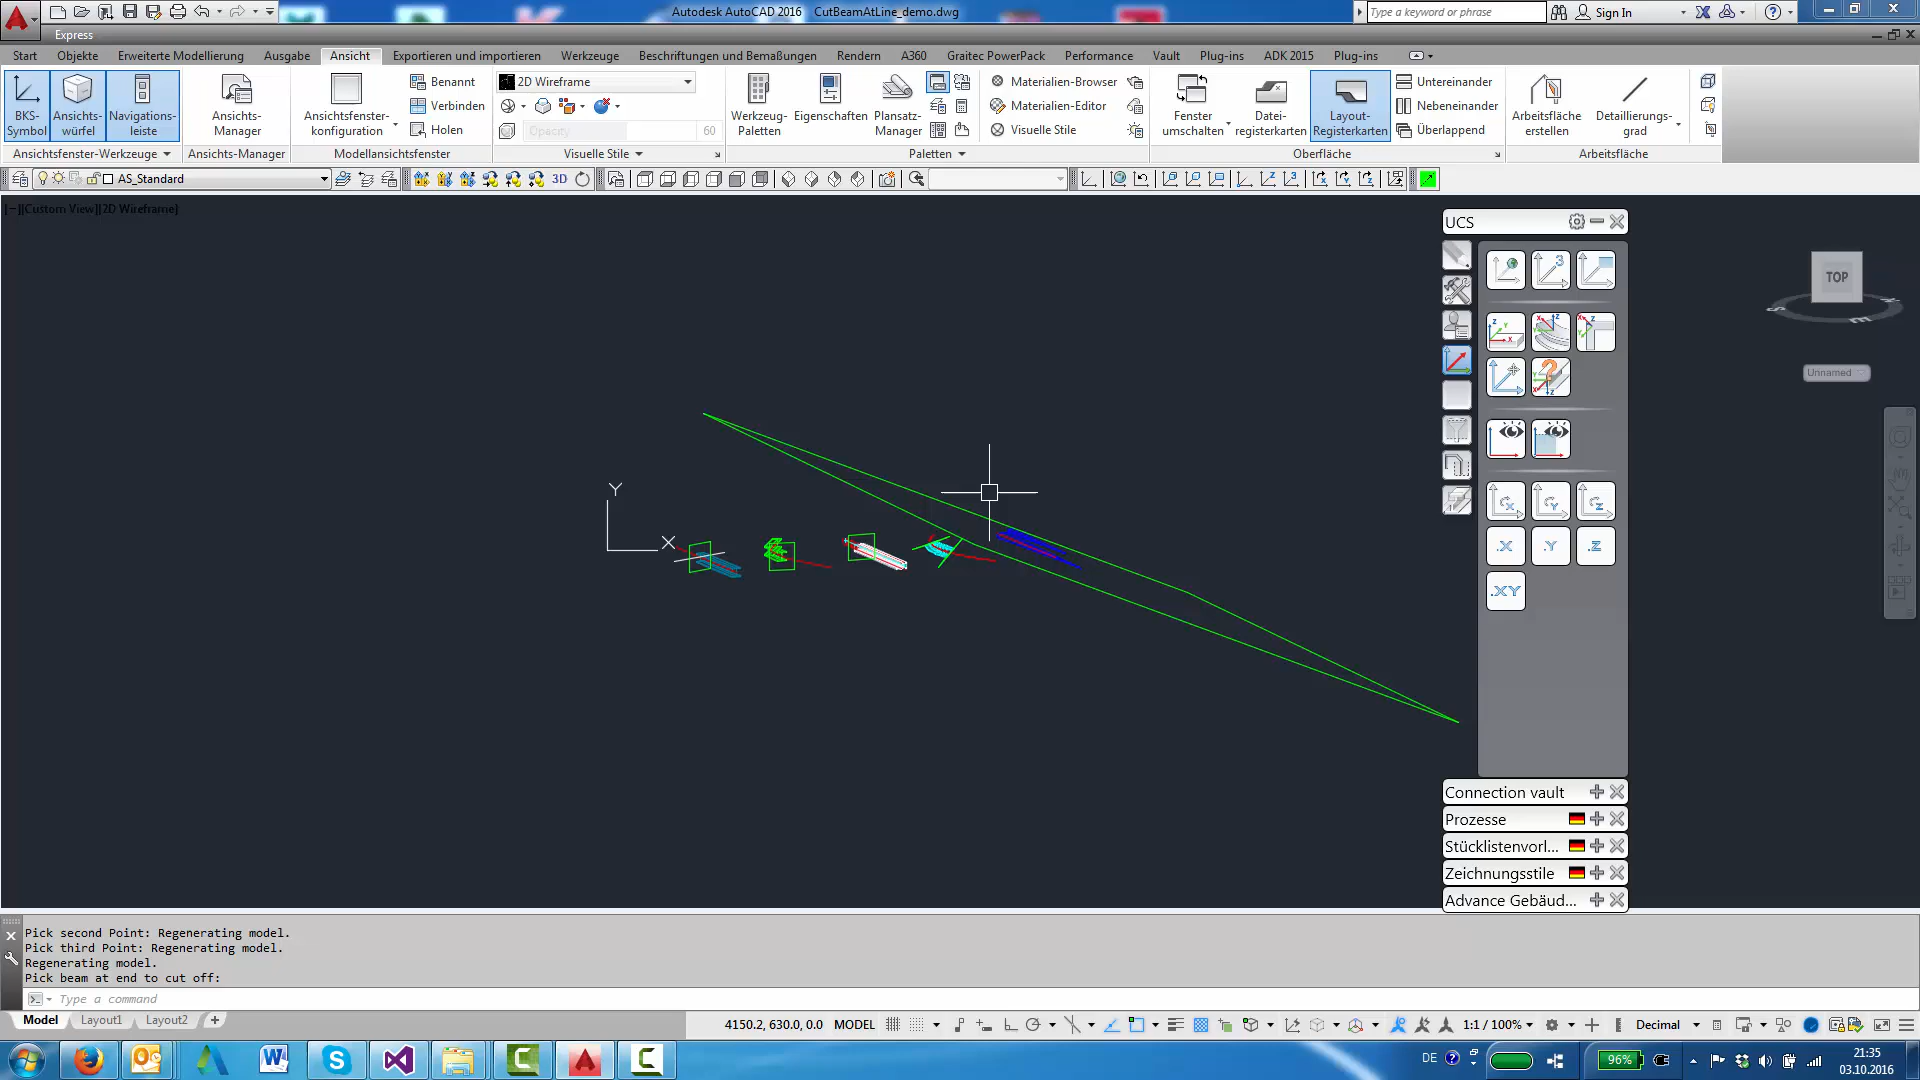 Autodesk AutoCAD 2016 CutBeamAtLine_demo.dwg
Type a keyword or phrase
Sign In
Express
Start Objekte Erweiterte Modellierung Ausgabe Ansicht Exportieren und importieren Werkzeuge Beschriftungen und Bemaßungen Rendern A360 Graitec PowerPack Performance Vault Plug-ins ADK 2015 Plug-ins
BKS-Symbol
Ansichts-würfel
Navigations-leiste
Ansichts-Manager
Ansichtsfenster-konfiguration
Benannt
Verbinden
Holen
2D Wireframe
Opacity 60
Werkzeug-Paletten
Eigenschaften
Plansatz-Manager
Materialien-Browser
Materialien-Editor
Visuelle Stile
Fenster umschalten
Datei-registerkarten
Layout-Registerkarten
Untereinander
Nebeneinander
Überlappend
Arbeitsfläche erstellen
Detaillierungs-grad
Ansichtsfenster-Werkzeuge
Ansichts-Manager
Modellansichtsfenster
Visuelle Stile
Paletten
Oberfläche
Arbeitsfläche
AS_Standard
3D
[−][Custom View][2D Wireframe]
UCS
TOP
Unnamed
Y
X
.X .Y .Z
.XY
Connection vault
Prozesse
Stücklistenvorl...
Zeichnungsstile
Advance Gebäud...
Pick second Point: Regenerating model.
Pick third Point: Regenerating model.
Regenerating model.
Pick beam at end to cut off:
Type a command
Model Layout1 Layout2
4150.2, 630.0, 0.0 MODEL
1:1 / 100%
Decimal
DE
96%
21:35
03.10.2016